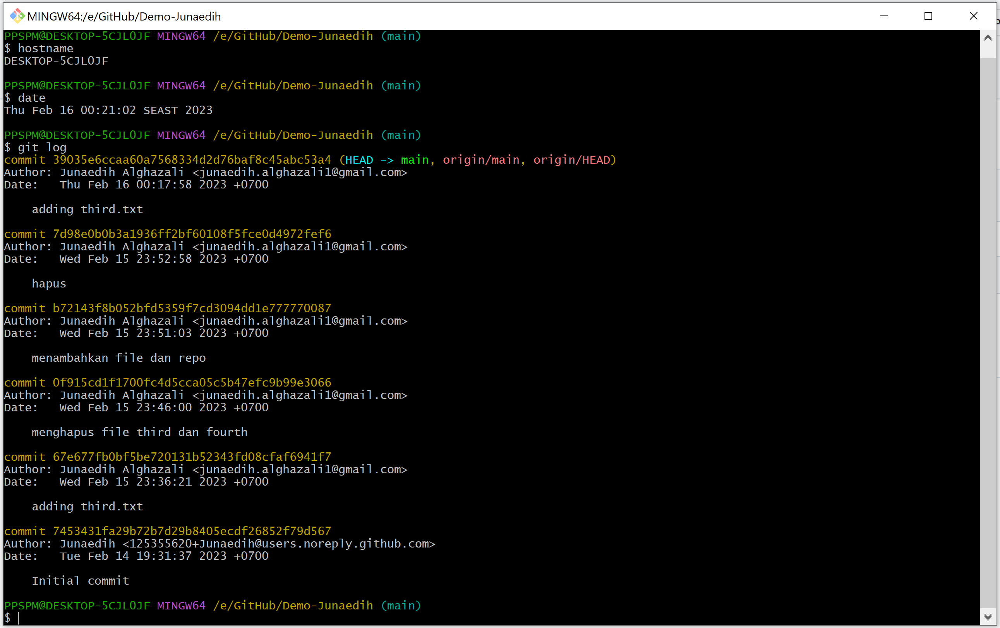 MINGW64:/e/GitHub/Demo-Junaedih
PPSPM@DESKTOP-5CJL0JF MINGW64 /e/GitHub/Demo-Junaedih (main)
$ hostname
DESKTOP-5CJL0JF
PPSPM@DESKTOP-5CJL0JF MINGW64 /e/GitHub/Demo-Junaedih (main)
$ date
Thu Feb 16 00:21:02 SEAST 2023
PPSPM@DESKTOP-5CJL0JF MINGW64 /e/GitHub/Demo-Junaedih (main)
$ git log
commit 39035e6ccaa60a7568334d2d76baf8c45abc53a4 (HEAD -> main, origin/main, origin/HEAD)
Author: Junaedih Alghazali <junaedih.alghazali1@gmail.com>
Date:   Thu Feb 16 00:17:58 2023 +0700
    adding third.txt
commit 7d98e0b0b3a1936ff2bf60108f5fce0d4972fef6
Author: Junaedih Alghazali <junaedih.alghazali1@gmail.com>
Date:   Wed Feb 15 23:52:58 2023 +0700
    hapus
commit b72143f8b052bfd5359f7cd3094dd1e777770087
Author: Junaedih Alghazali <junaedih.alghazali1@gmail.com>
Date:   Wed Feb 15 23:51:03 2023 +0700
    menambahkan file dan repo
commit 0f915cd1f1700fc4d5cca05c5b47efc9b99e3066
Author: Junaedih Alghazali <junaedih.alghazali1@gmail.com>
Date:   Wed Feb 15 23:46:00 2023 +0700
    menghapus file third dan fourth
commit 67e677fb0bf5be720131b52343fd08cfaf6941f7
Author: Junaedih Alghazali <junaedih.alghazali1@gmail.com>
Date:   Wed Feb 15 23:36:21 2023 +0700
    adding third.txt
commit 7453431fa29b72b7d29b8405ecdf26852f79d567
Author: Junaedih <125355620+Junaedih@users.noreply.github.com>
Date:   Tue Feb 14 19:31:37 2023 +0700
    Initial commit
PPSPM@DESKTOP-5CJL0JF MINGW64 /e/GitHub/Demo-Junaedih (main)
$